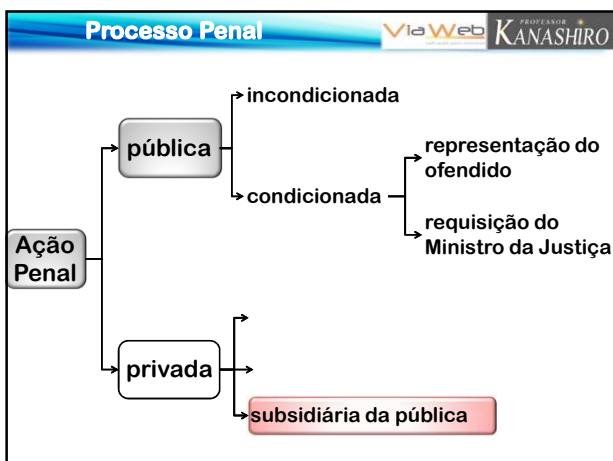 Processo Penal
ViaWeb
PROFESSOR
KANASHIRO
incondicionada
pública
representação do
ofendido
condicionada
requisição do
Ministro da Justiça
Ação
Penal
privada
subsidiária da pública